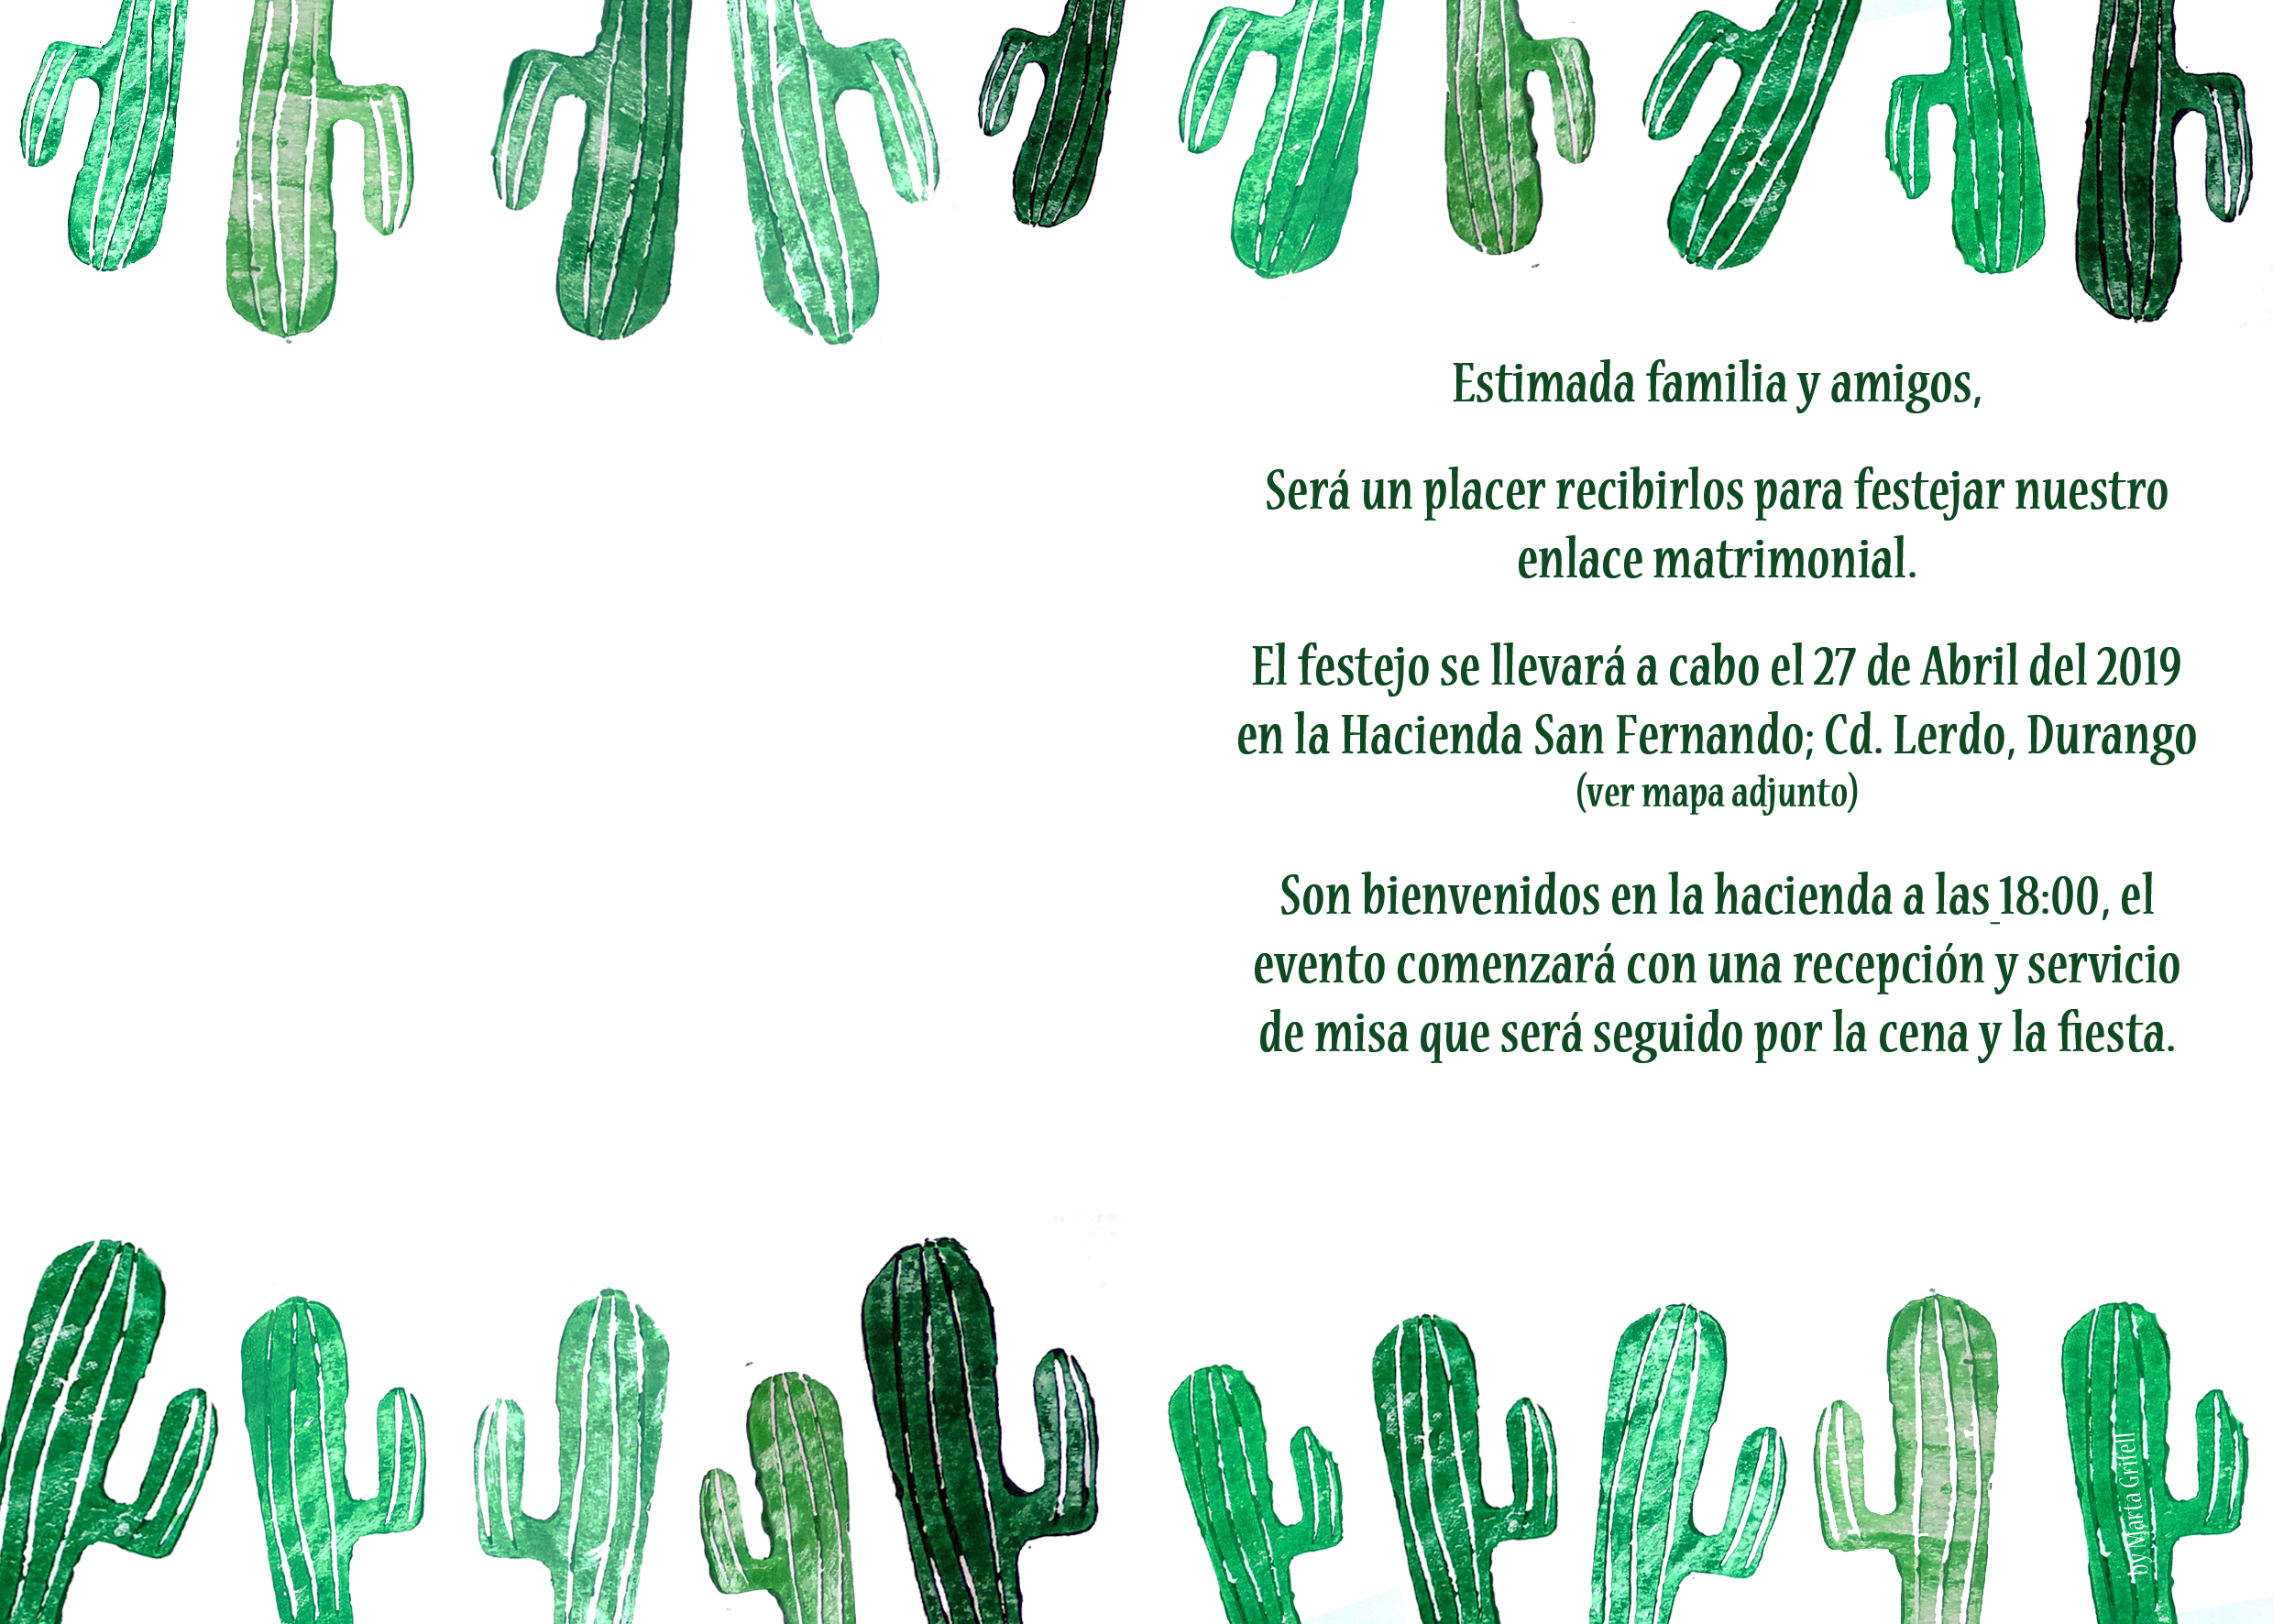 Estimada familia y amigos,
Será un placer recibirlos para festejar nuestro
enlace matrimonial.
El festejo se llevará a cabo el 27 de Abril del 2019
en la Hacienda San Fernando; Cd. Lerdo, Durango
(ver mapa adjunto)
Son bienvenidos en la hacienda a las 18:00, el
evento comenzará con una recepción y servicio
de misa que será seguido por la cena y la fiesta.
by Marta Grifell